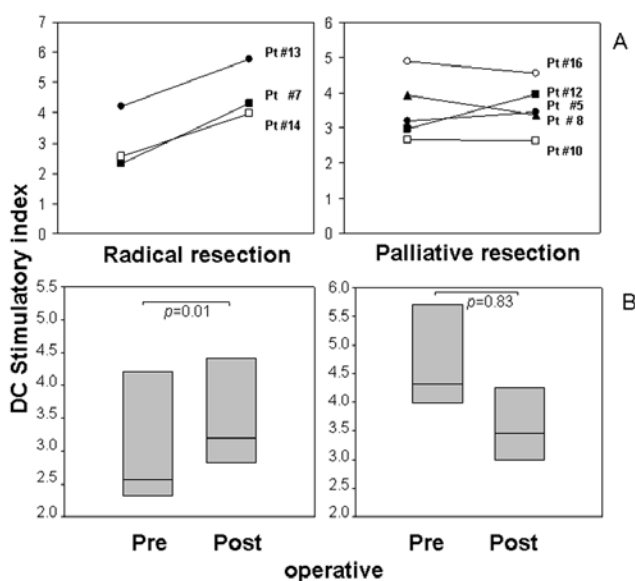 A
7
6
5
4
3
2
1
0
Pt #13
Pt #7
Pt #14
Radical resection
7
6
5
4
3
2
1
0
Pt #16
Pt #12
Pt #5
Pt # 8
Pt #10
Palliative resection
B
DC Stimulatory index
5.5
5.0
4.5
4.0
3.5
3.0
2.5
2.0
p=0.01
Pre Post
6.0
5.5
5.0
4.5
4.0
3.5
3.0
2.5
2.0
p=0.83
Pre Post
operative